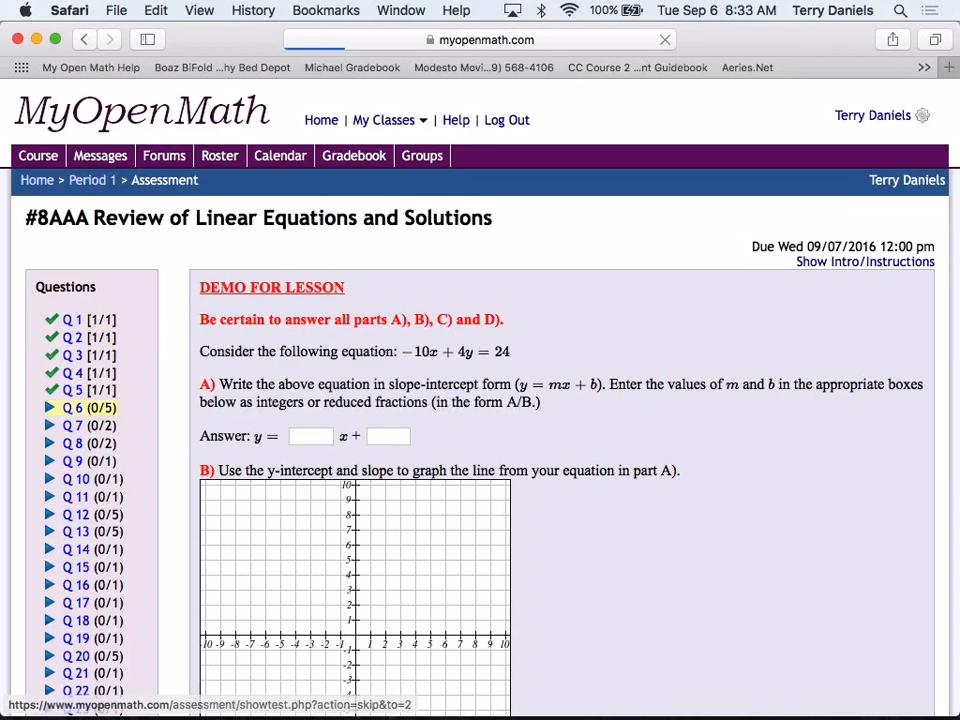 Safari File Edit View History Bookmarks Window Help 100% Tue Sep 6 8:33 AM Terry Daniels
myopenmath.com
My Open Math Help Boaz BiFold ...hy Bed Depot Michael Gradebook Modesto Movi...9) 568-4106 CC Course 2 ...nt Guidebook Aeries.Net >> +
MyOpenMath
Home | My Classes | Help | Log Out
Terry Daniels
Course Messages Forums Roster Calendar Gradebook Groups
Home > Period 1 > Assessment Terry Daniels
#8AAA Review of Linear Equations and Solutions
Due Wed 09/07/2016 12:00 pm
Show Intro/Instructions
Questions
Q 1 [1/1]
Q 2 [1/1]
Q 3 [1/1]
Q 4 [1/1]
Q 5 [1/1]
Q 6 (0/5)
Q 7 (0/2)
Q 8 (0/2)
Q 9 (0/1)
Q 10 (0/1)
Q 11 (0/1)
Q 12 (0/5)
Q 13 (0/5)
Q 14 (0/1)
Q 15 (0/1)
Q 16 (0/1)
Q 17 (0/1)
Q 18 (0/1)
Q 19 (0/1)
Q 20 (0/5)
Q 21 (0/1)
Q 22 (0/1)
DEMO FOR LESSON
Be certain to answer all parts A), B), C) and D).
Consider the following equation: −10x + 4y = 24
A) Write the above equation in slope-intercept form (y = mx + b). Enter the values of m and b in the appropriate boxes
below as integers or reduced fractions (in the form A/B.)
Answer: y = x +
B) Use the y-intercept and slope to graph the line from your equation in part A).
10
9
8
7
6
5
4
3
2
1
-10 -9 -8 -7 -6 -5 -4 -3 -2 -1 1 2 3 4 5 6 7 8 9 10
-1
-2
-3
https://www.myopenmath.com/assessment/showtest.php?action=skip&to=2